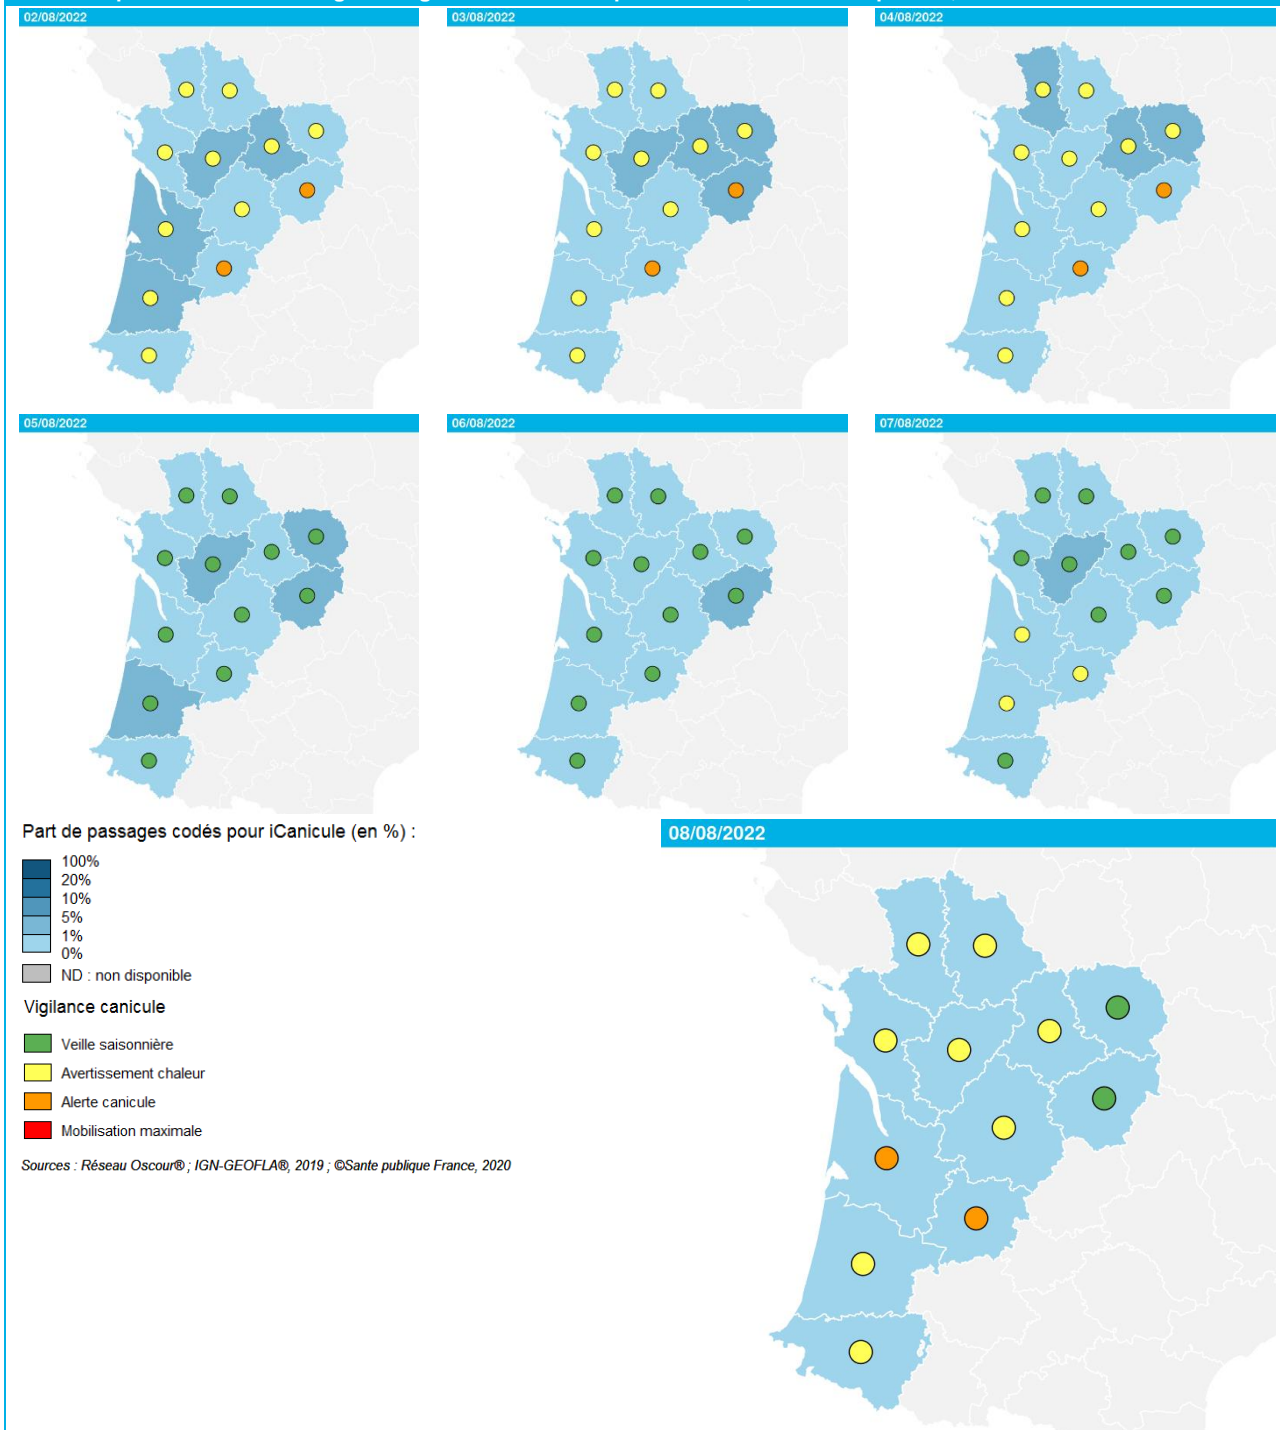 02/08/2022
03/08/2022
04/08/2022
05/08/2022
06/08/2022
07/08/2022
Part de passages codés pour iCanicule (en %) :
100%
20%
10%
5%
1%
0%
ND : non disponible
Vigilance canicule
Veille saisonnière
Avertissement chaleur
Alerte canicule
Mobilisation maximale
Sources : Réseau Oscour® ; IGN-GEOFLA®, 2019 ; ©Sante publique France, 2020
08/08/2022